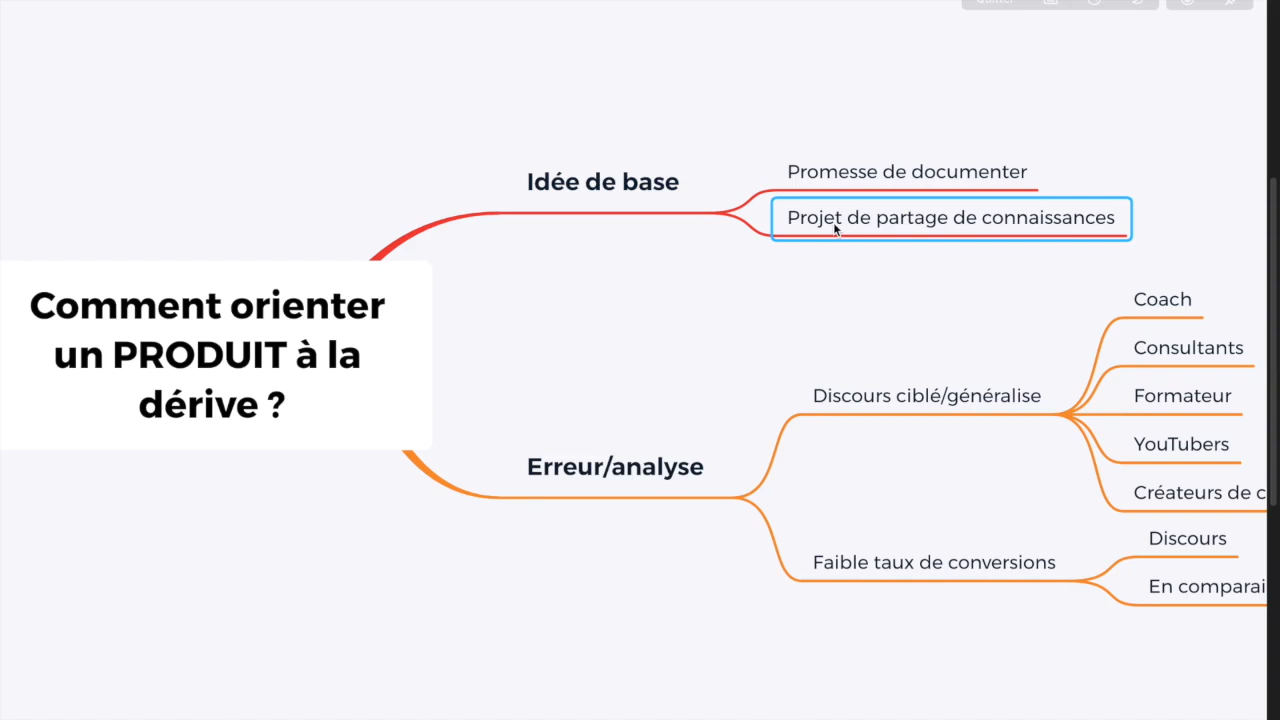 Idée de base
Promesse de documenter
Projet de partage de connaissances
Comment orienter
un PRODUIT à la
dérive ?
Erreur/analyse
Discours ciblé/généralise
Coach
Consultants
Formateur
YouTubers
Créateurs de
Faible taux de conversions
Discours
En